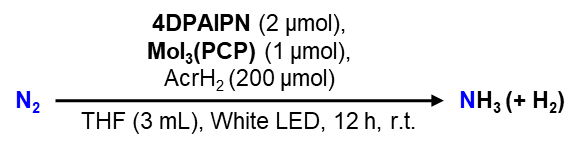 4DPAIPN (2 μmol),
MoI₃(PCP) (1 μmol),
AcrH₂ (200 μmol)
N₂ NH₃ (+ H₂)
THF (3 mL), White LED, 12 h, r.t.